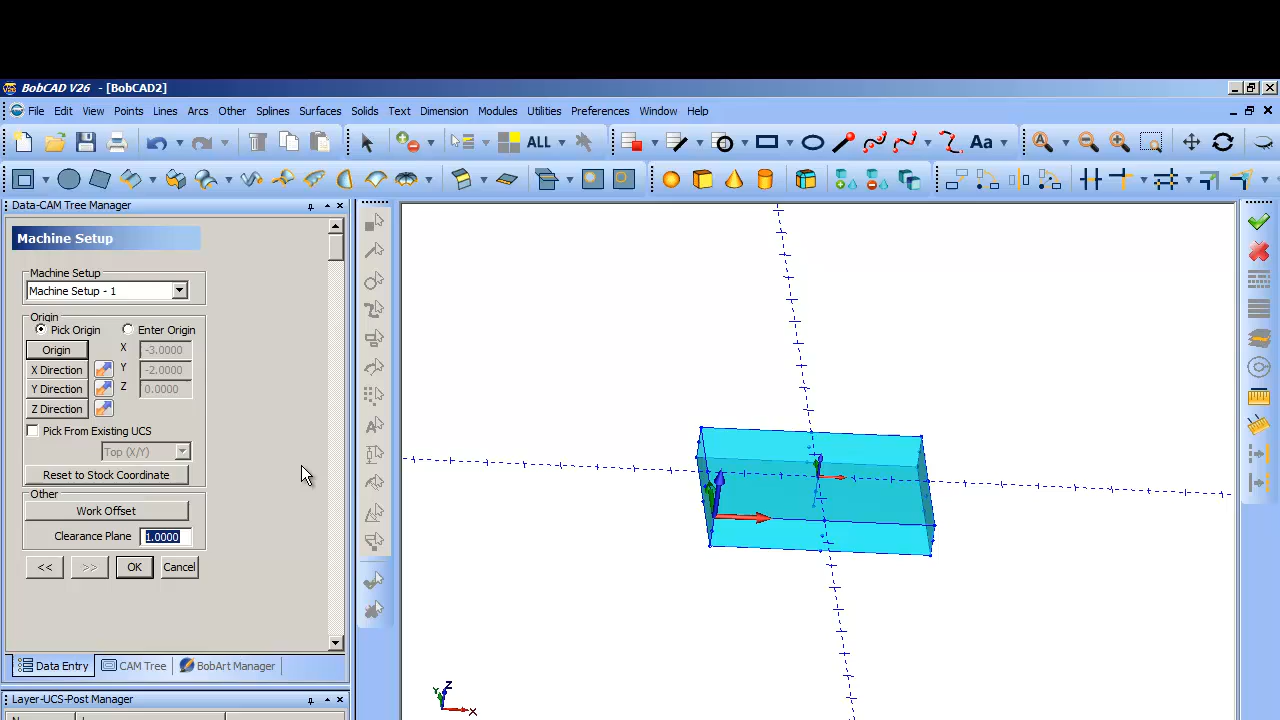 BobCAD V26 - [BobCAD2]
File Edit View Points Lines Arcs Other Splines Surfaces Solids Text Dimension Modules Utilities Preferences Window Help
ALL Aa
Data-CAM Tree Manager
Machine Setup
Machine Setup
Machine Setup - 1
Origin
Pick Origin Enter Origin
Origin X -3.0000
X Direction Y -2.0000
Y Direction Z 0.0000
Z Direction
Pick From Existing UCS
Top (X/Y)
Reset to Stock Coordinate
Other
Work Offset
Clearance Plane 1.0000
<< >> OK Cancel
Data Entry CAM Tree BobArt Manager
Layer-UCS-Post Manager
Y Z X